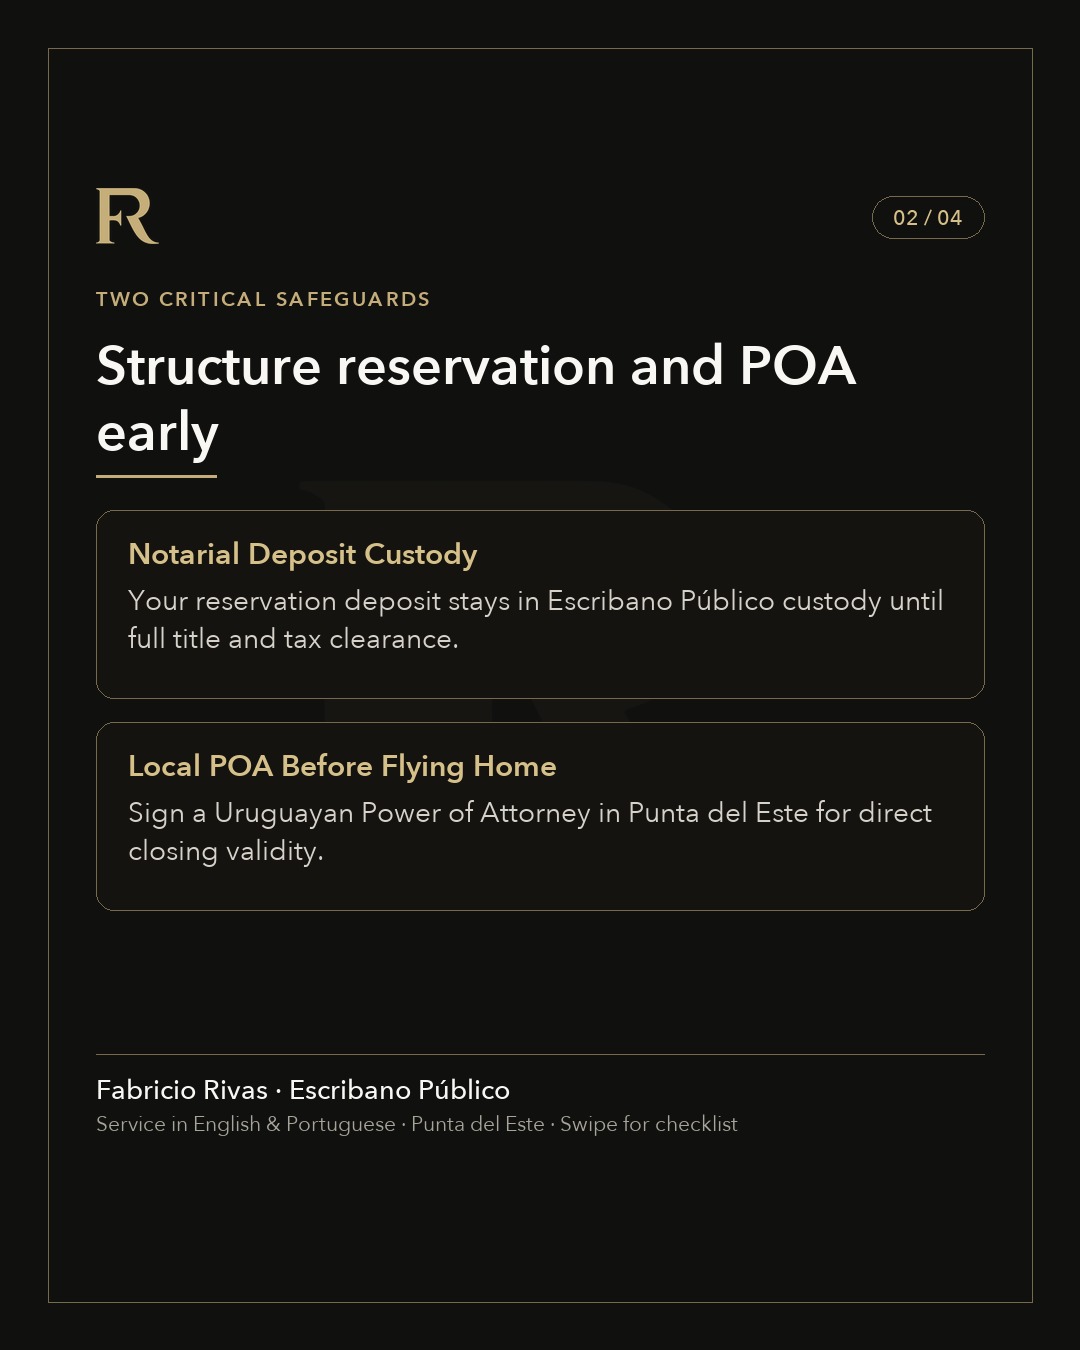 R
02 / 04
TWO CRITICAL SAFEGUARDS
Structure reservation and POA
early
Notarial Deposit Custody
Your reservation deposit stays in Escribano Público custody until
full title and tax clearance.
Local POA Before Flying Home
Sign a Uruguayan Power of Attorney in Punta del Este for direct
closing validity.
Fabricio Rivas · Escribano Público
Service in English & Portuguese · Punta del Este · Swipe for checklist